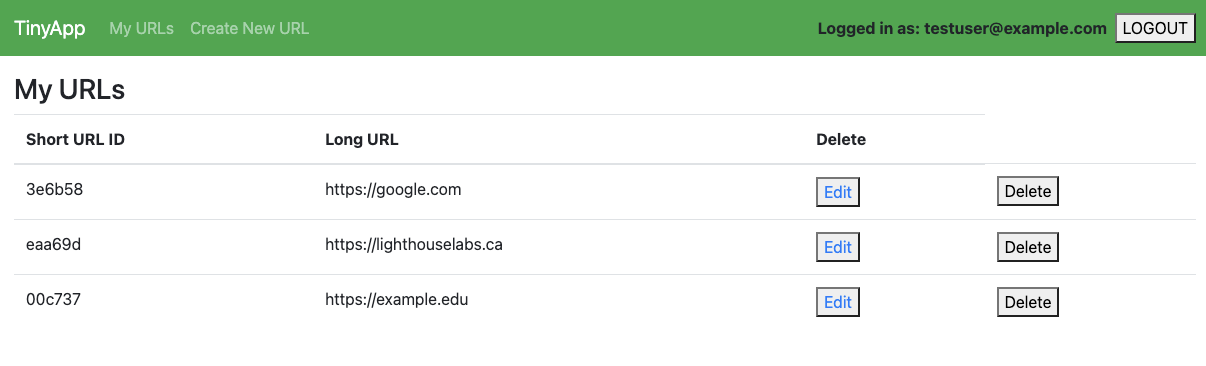 TinyApp My URLs Create New URL Logged in as: testuser@example.com LOGOUT
My URLs
Short URL ID Long URL Delete
3e6b58 https://google.com Edit Delete
eaa69d https://lighthouselabs.ca Edit Delete
00c737 https://example.edu Edit Delete